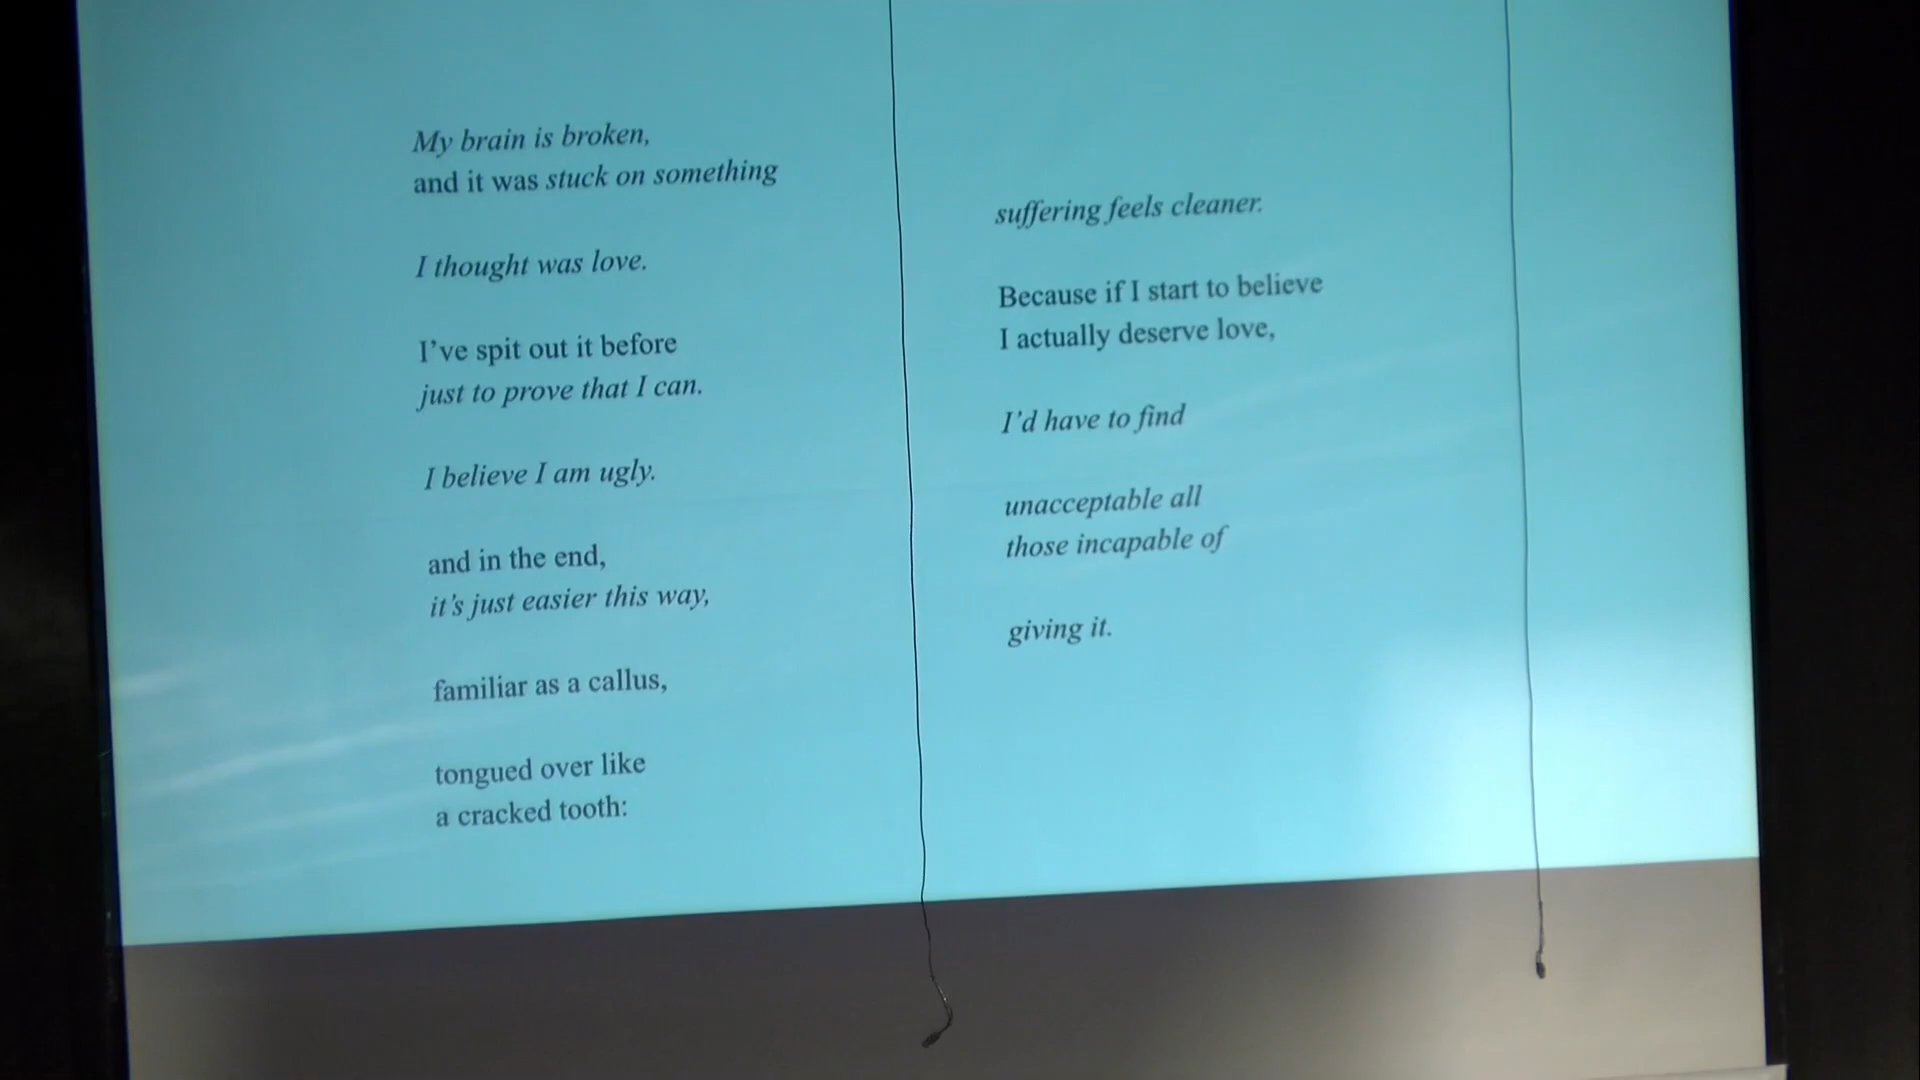 My brain is broken,
and it was stuck on something
I thought was love.
I've spit out it before
just to prove that I can.
I believe I am ugly.
and in the end,
it's just easier this way,
familiar as a callus,
tongued over like
a cracked tooth:
suffering feels cleaner.
Because if I start to believe
I actually deserve love,
I'd have to find
unacceptable all
those incapable of
giving it.